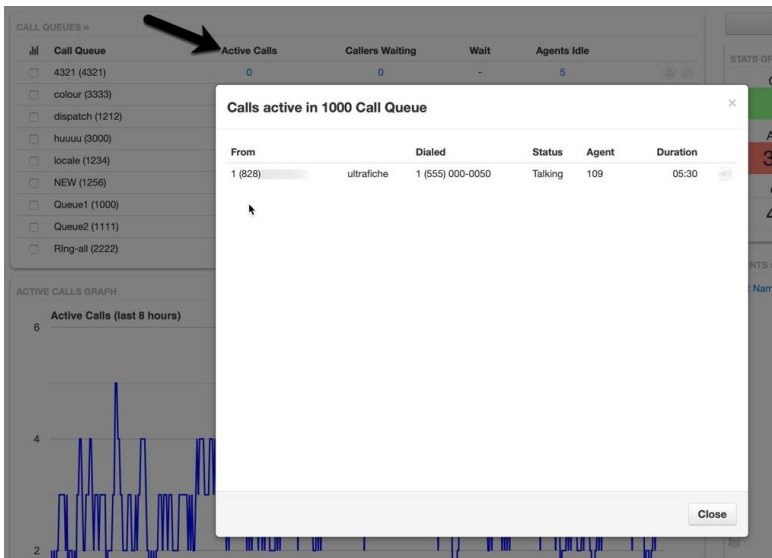 CALL QUEUES »
Call Queue Active Calls Callers Waiting Wait Agents Idle
4321 (4321) 0 0 - 5
colour (3333)
dispatch (1212)
huuuu (3000)
locale (1234)
NEW (1256)
Queue1 (1000)
Queue2 (1111)
RIng-all (2222)
STATS
Calls active in 1000 Call Queue ×
From Dialed Status Agent Duration
1 (828) ultrafiche 1 (555) 000-0050 Talking 109 05:30
Close
ACTIVE CALLS GRAPH
Active Calls (last 8 hours)
6
4
2